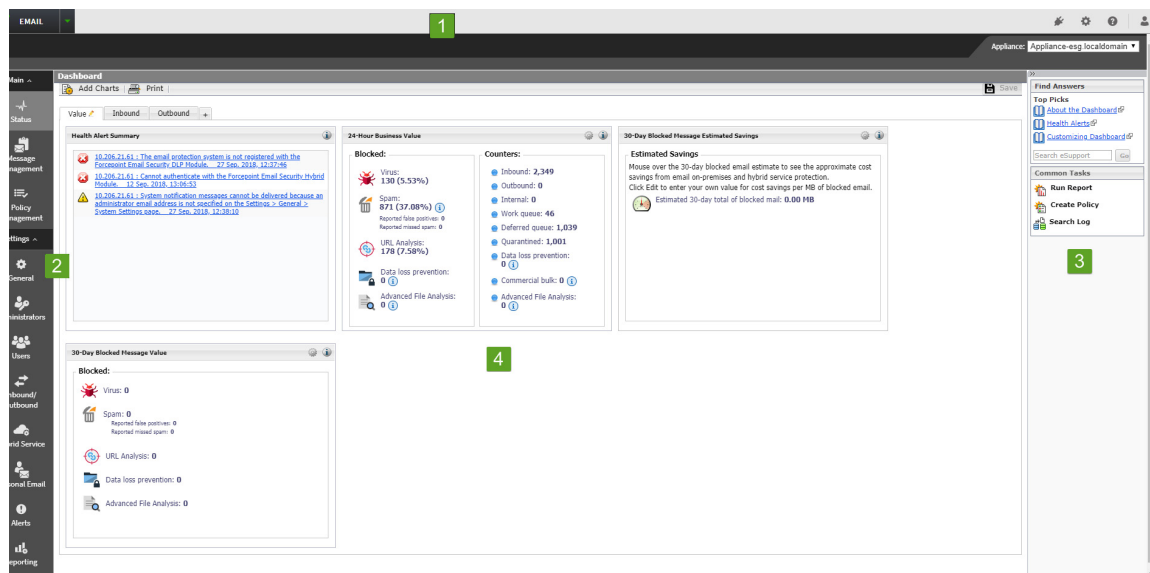 EMAIL
1
Appliance: Appliance-esg.localdomain
Main
Status
Message
Policy
General
Users
Alerts
2
Dashboard
Add Charts Print
Save
Value Inbound Outbound +
Health Alert Summary
10.206.21.61 : The email protection system is not registered with the
Forcepoint Email Security DLP Module. 27 Sep. 2018, 12:37:46
10.206.21.61 : Cannot authenticate with the Forcepoint Email Security Hybrid
Module. 12 Sep. 2018, 13:06:53
10.206.21.61 : System notification messages cannot be delivered because an
administrator email address is not specified on the Settings > General >
System Settings page. 27 Sep. 2018, 12:38:10
24-Hour Business Value
Blocked:
Virus:
130 (5.53%)
Spam:
871 (37.08%)
Reported false positives: 0
Reported missed spam: 0
URL Analysis:
178 (7.58%)
Data loss prevention:
0
Advanced File Analysis:
0
Counters:
Inbound: 2,349
Outbound: 0
Internal: 0
Work queue: 46
Deferred queue: 1,039
Quarantined: 1,001
Data loss prevention:
0
Commercial bulk: 0
Advanced File Analysis:
0
30-Day Blocked Message Estimated Savings
Estimated Savings
Mouse over the 30-day blocked email estimate to see the approximate cost
savings from email on-premises and hybrid service protection.
Click Edit to enter your own value for cost savings per MB of blocked email.
Estimated 30-day total of blocked mail: 0.00 MB
30-Day Blocked Message Value
Blocked:
Virus: 0
Spam: 0
Reported false positives: 0
Reported missed spam: 0
URL Analysis: 0
Data loss prevention: 0
Advanced File Analysis: 0
4
Find Answers
Top Picks
About the Dashboard
Health Alerts
Customizing Dashboard
Search eSupport Go
Common Tasks
Run Report
Create Policy
Search Log
3